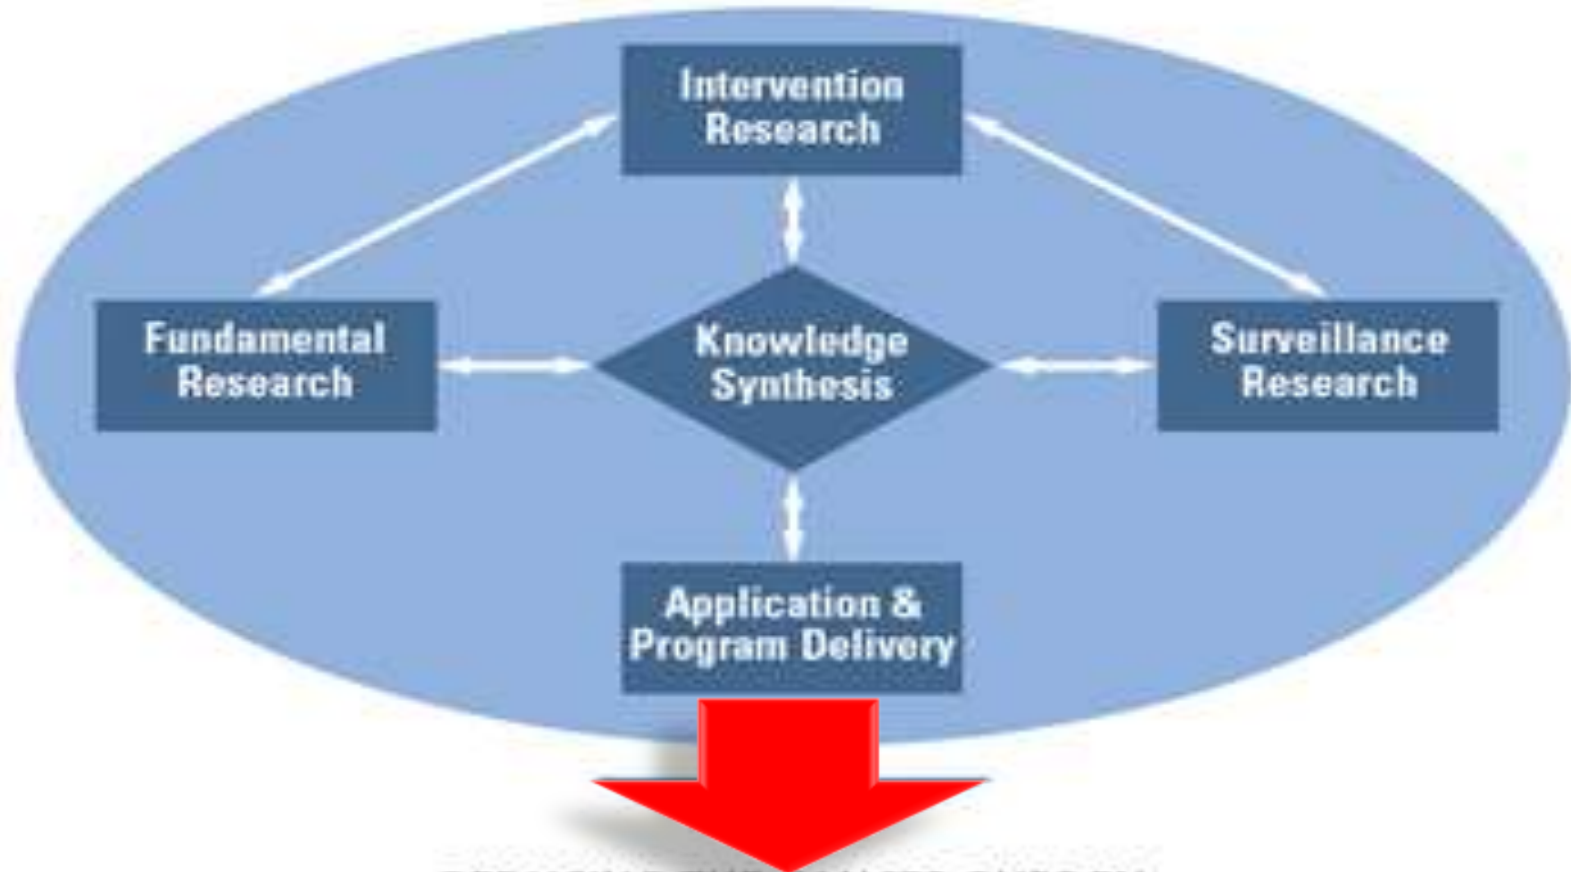 Intervention
Research
Fundamental
Research
Knowledge
Synthesis
Surveillance
Research
Application &
Program Delivery